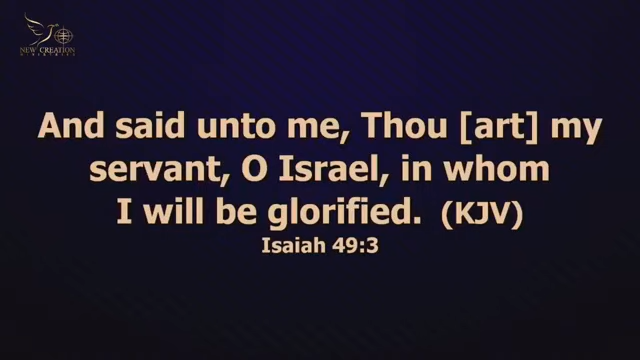 NEW CREATION
MINISTRIES
And said unto me, Thou [art] my
servant, O Israel, in whom
I will be glorified. (KJV)
Isaiah 49:3